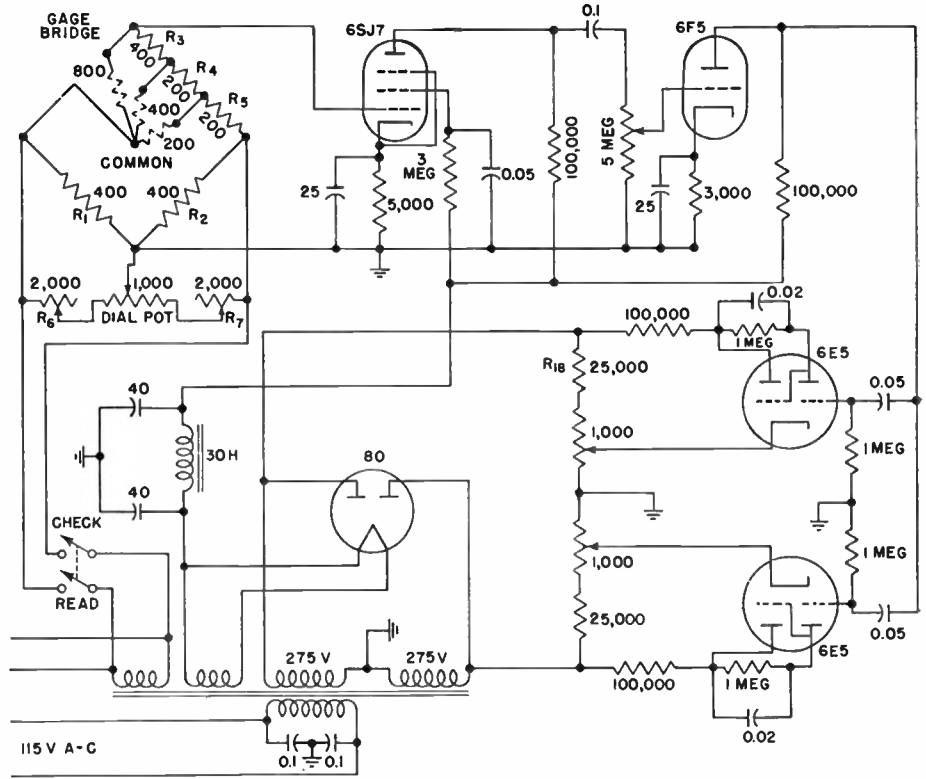 GAGE
BRIDGE
R3
400
R4
200
R5
200
800
400
200
COMMON
400
R1
400
R2
2,000
R6
1,000
DIAL POT
2,000
R7
6SJ7
25
5,000
3
MEG
0.05
100,000
0.1
5 MEG
6F5
25
3,000
100,000
100,000
0.02
1 MEG
6E5
R18
25,000
1,000
0.05
1 MEG
1 MEG
0.05
1,000
25,000
6E5
100,000
1 MEG
0.02
40
30H
40
80
CHECK
READ
275 V
275 V
115 V A-C
0.1
0.1